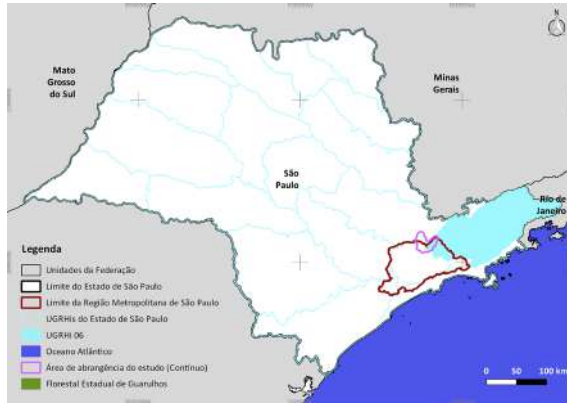 N
Mato
Grosso
do Sul
Minas
Gerais
São
Paulo
Rio de
Janeiro
Legenda
Unidades da Federação
Limite do Estado de São Paulo
Limite da Região Metropolitana de São Paulo
UGRHIs do Estado de São Paulo
UGRHI 06
Oceano Atlântico
Área de abrangência do estudo (Contínuo)
Florestal Estadual de Guarulhos
0 50 100 km